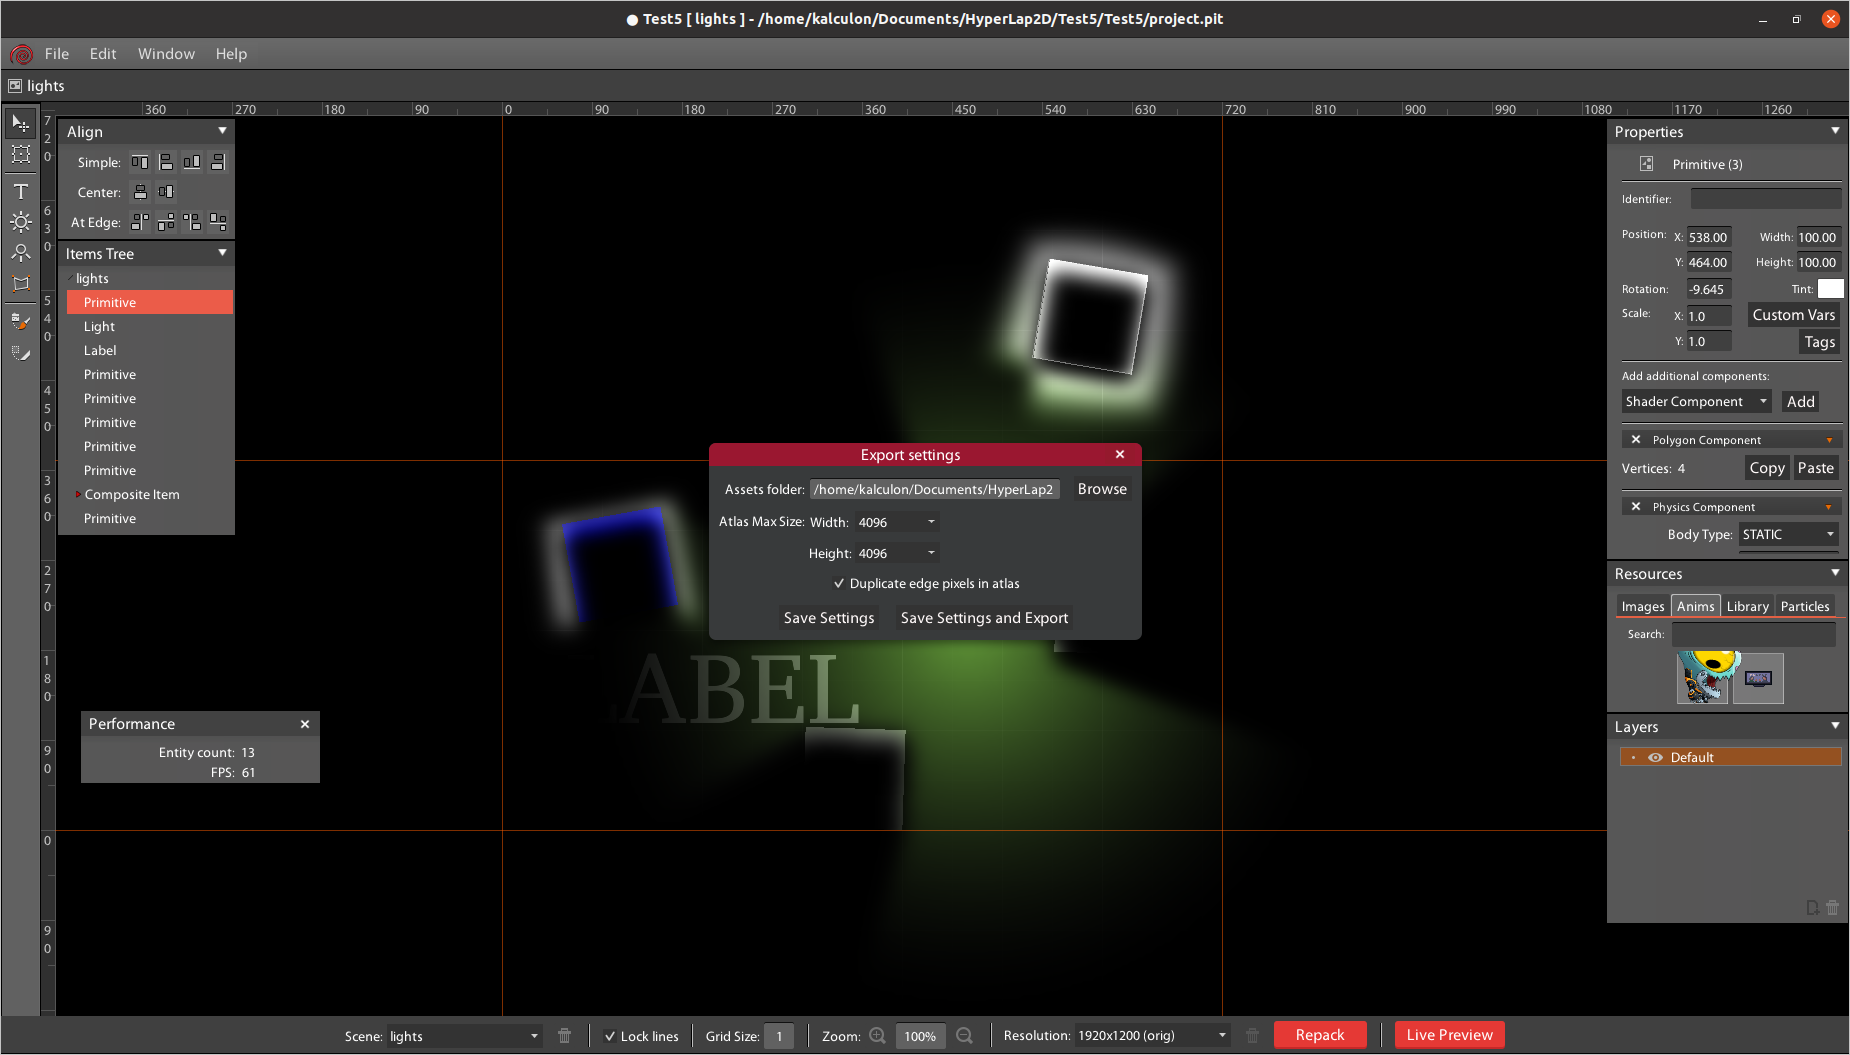 Test5 [ lights ] - /home/kalculon/Documents/HyperLap2D/Test5/Test5/project.pit
File Edit Window Help
lights
360 270 180 90 0 90 180 270 360 450 540 630 720 810 900 990 1080 1170 1260
720
630
540
450
360
270
180
90
0
90
Align
Simple:
Center:
At Edge:
Items Tree
lights
Primitive
Light
Label
Primitive
Primitive
Primitive
Primitive
Primitive
Composite Item
Primitive
Performance
Entity count: 13
FPS: 61
LABEL
Export settings
Assets folder: /home/kalculon/Documents/HyperLap2 Browse
Atlas Max Size: Width: 4096
Height: 4096
Duplicate edge pixels in atlas
Save Settings Save Settings and Export
Properties
Primitive (3)
Identifier:
Position: X: 538.00 Width: 100.00
Y: 464.00 Height: 100.00
Rotation: -9.645 Tint:
Scale: X: 1.0 Custom Vars
Y: 1.0 Tags
Add additional components:
Shader Component Add
Polygon Component
Vertices: 4 Copy Paste
Physics Component
Body Type: STATIC
Resources
Images Anims Library Particles
Search:
Layers
Default
Scene: lights Lock lines Grid Size: 1 Zoom: 100% Resolution: 1920x1200 (orig) Repack Live Preview